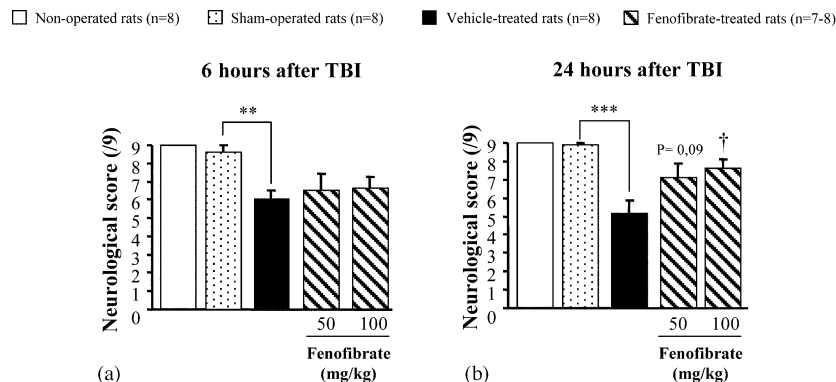 Non-operated rats (n=8)
Sham-operated rats (n=8)
Vehicle-treated rats (n=8)
Fenofibrate-treated rats (n=7-8)
6 hours after TBI
**
Neurological score (/9)
9
8
7
6
5
4
3
2
1
0
50 100
Fenofibrate
(mg/kg)
(a)
24 hours after TBI
***
P= 0,09
†
Neurological score (/9)
9
8
7
6
5
4
3
2
1
0
50 100
Fenofibrate
(mg/kg)
(b)